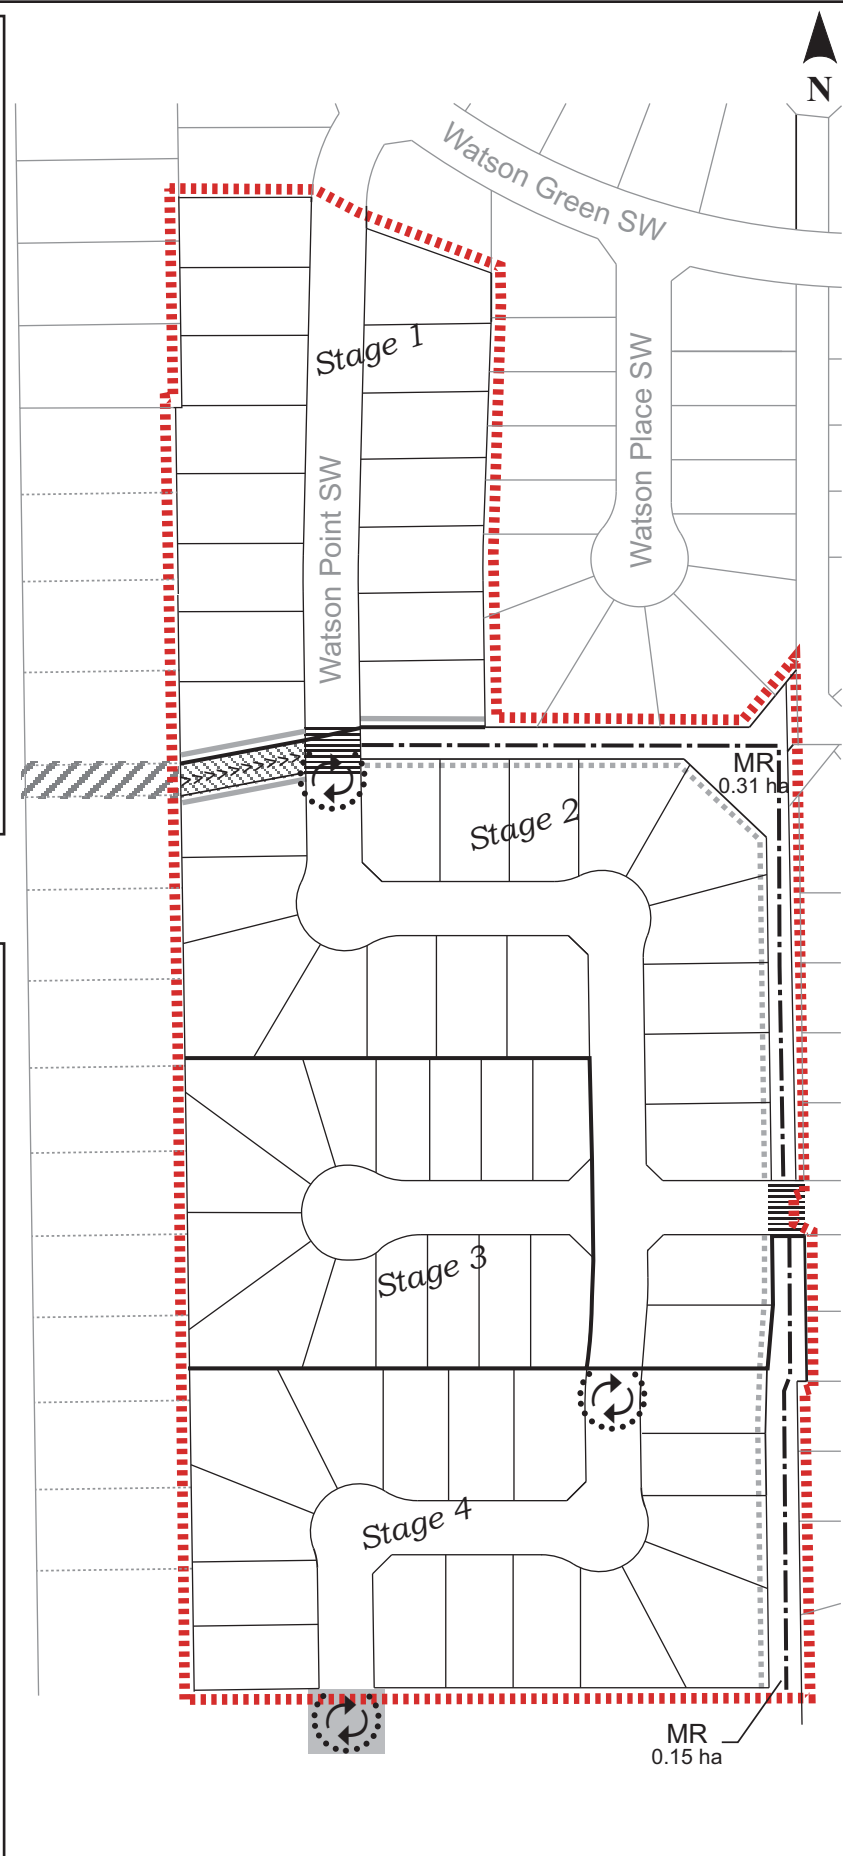 N
Watson Green SW
Stage 1
Watson Place SW
Watson Point SW
MR
0.31 ha
Stage 2
Stage 3
Stage 4
MR
0.15 ha